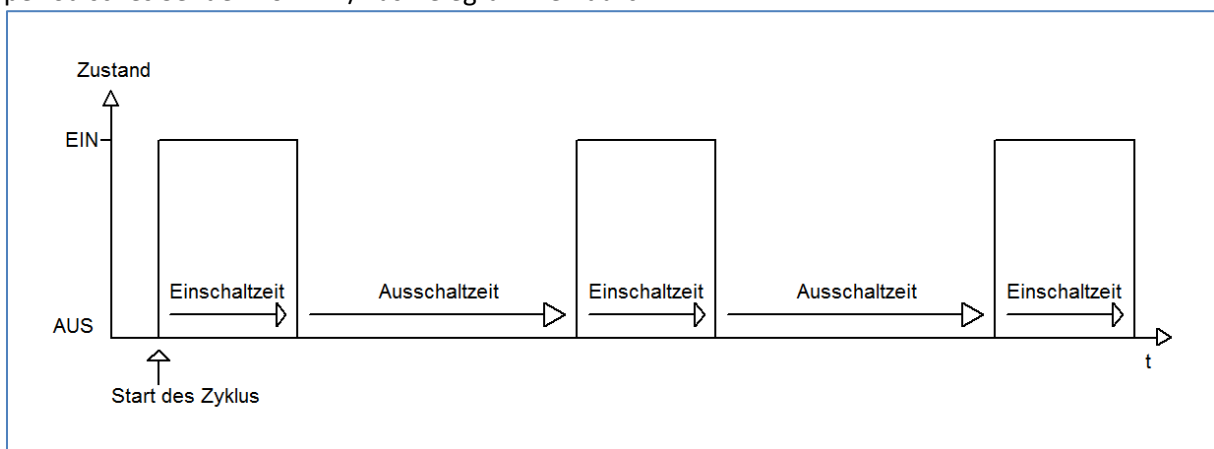 Zustand
EIN
Einschaltzeit Ausschaltzeit Einschaltzeit Ausschaltzeit Einschaltzeit
AUS
t
Start des Zyklus